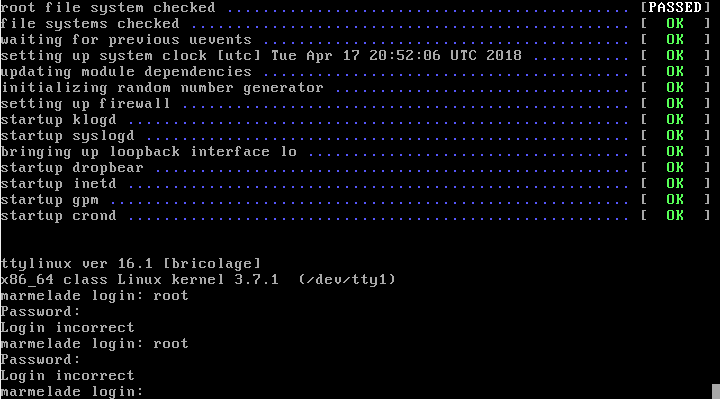 root file system checked ................................................... [PASSED]
file systems checked ....................................................... [  OK  ]
waiting for previous uevents ............................................... [  OK  ]
setting up system clock [utc] Tue Apr 17 20:52:06 UTC 2018 ........... [  OK  ]
updating module dependencies ............................................... [  OK  ]
initializing random number generator ....................................... [  OK  ]
setting up firewall ........................................................ [  OK  ]
startup klogd .............................................................. [  OK  ]
startup syslogd ............................................................ [  OK  ]
bringing up loopback interface lo .......................................... [  OK  ]
startup dropbear ........................................................... [  OK  ]
startup inetd .............................................................. [  OK  ]
startup gpm ................................................................ [  OK  ]
startup crond .............................................................. [  OK  ]
ttylinux ver 16.1 [bricolage]
x86_64 class Linux kernel 3.7.1  (/dev/tty1)
marmelade login: root
Password:
Login incorrect
marmelade login: root
Password:
Login incorrect
marmelade login: